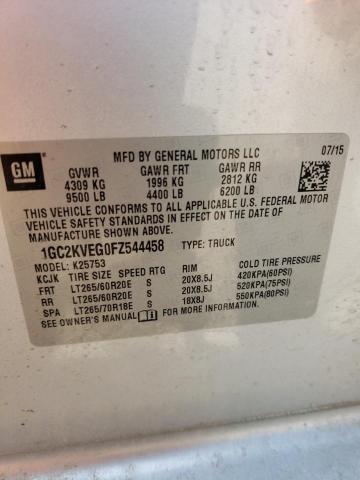 GM
MFD BY GENERAL MOTORS LLC
07/15
GVWR GAWR FRT GAWR RR
4309 KG 1996 KG 2812 KG
9500 LB 4400 LB 6200 LB
THIS VEHICLE CONFORMS TO ALL APPLICABLE U.S. FEDERAL MOTOR
VEHICLE SAFETY STANDARDS IN EFFECT ON THE DATE OF
MANUFACTURE SHOWN ABOVE.
1GC2KVEG0FZ544458 TYPE: TRUCK
MODEL: K25753
KCJK TIRE SIZE SPEED RTG RIM COLD TIRE PRESSURE
FRT LT265/60R20E S 20X8.5J 420KPA(60PSI)
RR LT265/60R20E S 20X8.5J 520KPA(75PSI)
SPA LT265/70R18E S 18X8J 550KPA(80PSI)
SEE OWNER'S MANUAL FOR MORE INFORMATION.